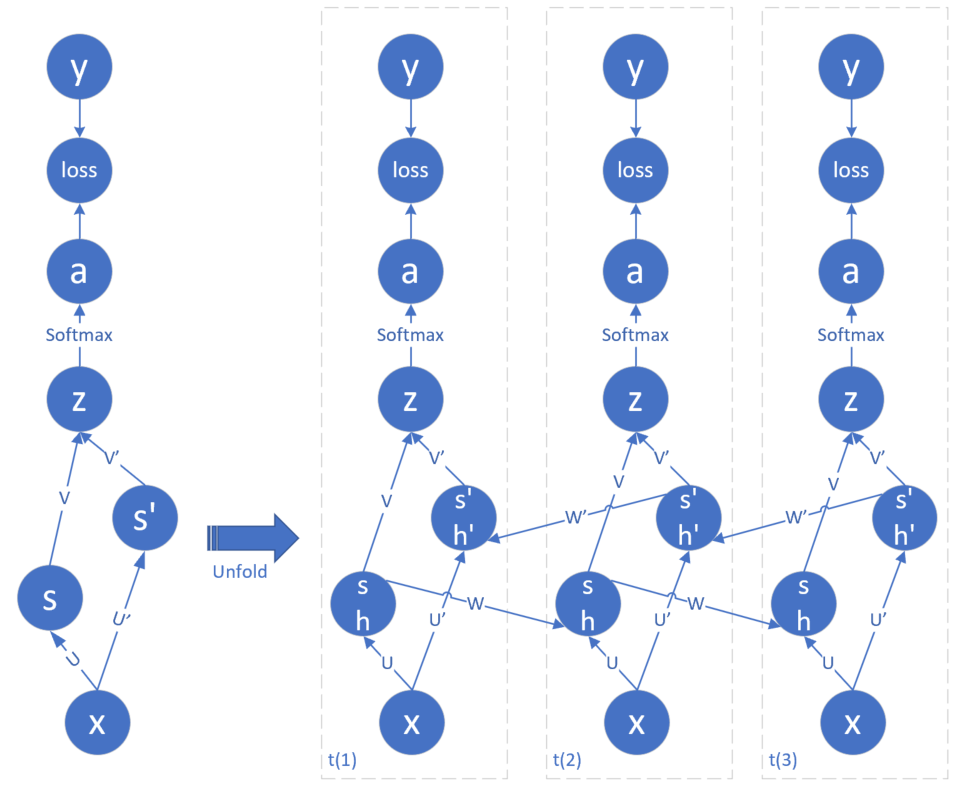 y
loss
a
Softmax
z
V
V'
s'
s
U
U'
x
Unfold
y
loss
a
Softmax
z
V
V'
s'
h'
s
h
W
W'
U
U'
x
t(1)
y
loss
a
Softmax
z
V
V'
s'
h'
s
h
W
W'
U
U'
x
t(2)
y
loss
a
Softmax
z
V
V'
s'
h'
s
h
U
U'
x
t(3)